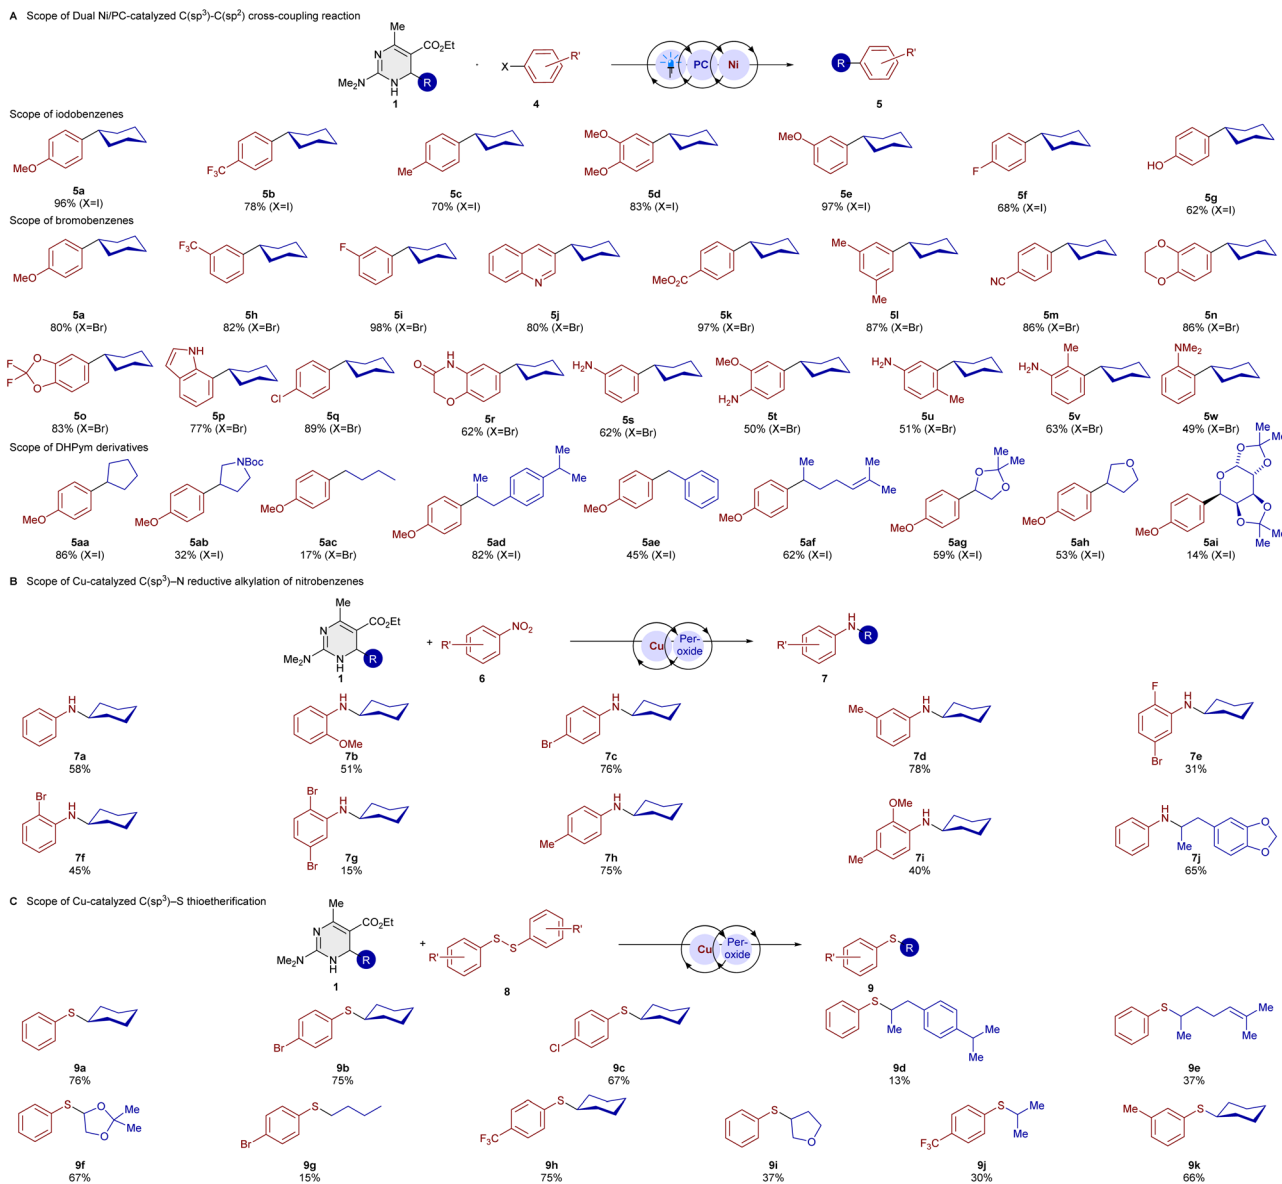 A Scope of Dual Ni/PC-catalyzed C(sp³)-C(sp²) cross-coupling reaction
Me
CO₂Et
N
Me₂N
N
H
R
1
X
R'
4
PC
Ni
R
R'
5
Scope of iodobenzenes
MeO
F₃C
Me
MeO
MeO
MeO
F
HO
5a 5b 5c 5d 5e 5f 5g
96% (X=I) 78% (X=I) 70% (X=I) 83% (X=I) 97% (X=I) 68% (X=I) 62% (X=I)
Scope of bromobenzenes
MeO
F₃C
F
N
MeO₂C
Me
Me
NC
O
O
5a 5h 5i 5j 5k 5l 5m 5n
80% (X=Br) 82% (X=Br) 98% (X=Br) 80% (X=Br) 97% (X=Br) 87% (X=Br) 86% (X=Br) 86% (X=Br)
F
F
O
O
NH
Cl
O
H
N
O
H₂N
MeO
H₂N
H₂N
Me
Me
H₂N
NMe₂
5o 5p 5q 5r 5s 5t 5u 5v 5w
83% (X=Br) 77% (X=Br) 89% (X=Br) 62% (X=Br) 62% (X=Br) 50% (X=Br) 51% (X=Br) 63% (X=Br) 49% (X=Br)
Scope of DHPym derivatives
MeO
NBoc
MeO
MeO
Me
Me
Me
MeO
MeO
Me
Me
Me
MeO
Me
Me
O
O
MeO
O
MeO
Me
Me
O
O
O
O
O
Me
Me
MeO
5aa 5ab 5ac 5ad 5ae 5af 5ag 5ah 5ai
86% (X=I) 32% (X=I) 17% (X=Br) 82% (X=I) 45% (X=I) 62% (X=I) 59% (X=I) 53% (X=I) 14% (X=I)
B Scope of Cu-catalyzed C(sp³)–N reductive alkylation of nitrobenzenes
Me
CO₂Et
N
Me₂N
N
H
R
1
+
R'
NO₂
6
Cu
Per-
oxide
H
N
R
R'
7
H
N
H
N
OMe
H
N
Br
H
N
Me
F
H
N
Br
7a 7b 7c 7d 7e
58% 51% 76% 78% 31%
Br
H
N
Br
H
N
Br
H
N
Me
OMe
H
N
Me
H
N
Me
O
O
7f 7g 7h 7i 7j
45% 15% 75% 40% 65%
C Scope of Cu-catalyzed C(sp³)–S thioetherification
Me
CO₂Et
N
Me₂N
N
H
R
1
+
R'
S
S
R'
8
Cu
Per-
oxide
S
R
R'
9
S
S
Br
S
Cl
S
Me
Me
Me
S
Me
Me
Me
9a 9b 9c 9d 9e
76% 75% 67% 13% 37%
S
O
O
Me
Me
S
Br
S
F₃C
S
O
S
Me
Me
F₃C
Me
S
9f 9g 9h 9i 9j 9k
67% 15% 75% 37% 30% 66%